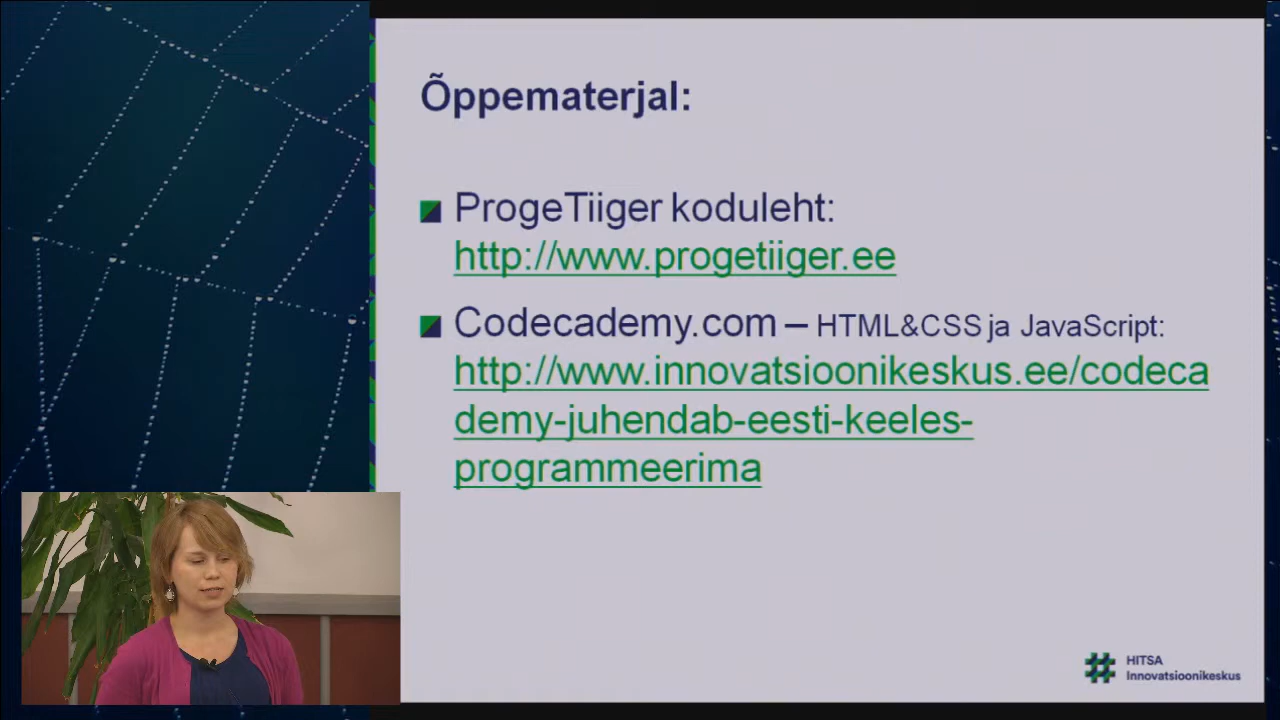 Õppematerjal:
ProgeTiiger koduleht:
http://www.progetiiger.ee
Codecademy.com – HTML&CSS ja JavaScript:
http://www.innovatsioonikeskus.ee/codeca
demy-juhendab-eesti-keeles-
programmeerima
HITSA
Innovatsioonikeskus